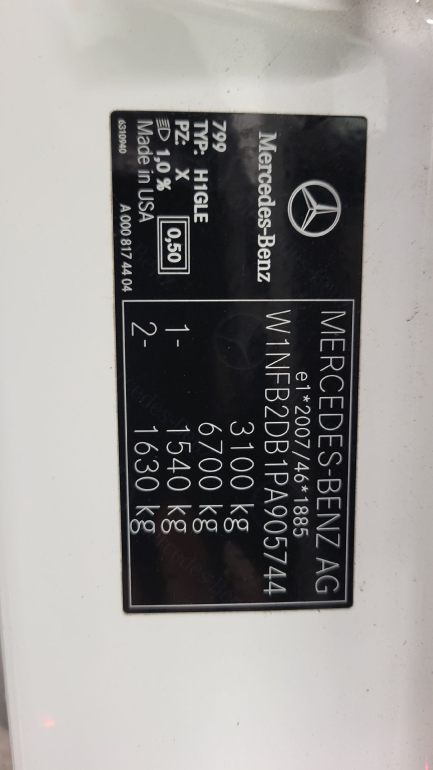 Mercedes-Benz
799
TYP: H1GLE
PZ: X
1,0 % 0,50
Made in USA
6310940 A 000 817 44 04
MERCEDES-BENZ AG
e1*2007/46*1885
W1NFB2DB1PA905744
3100 kg
6700 kg
1- 1540 kg
2- 1630 kg